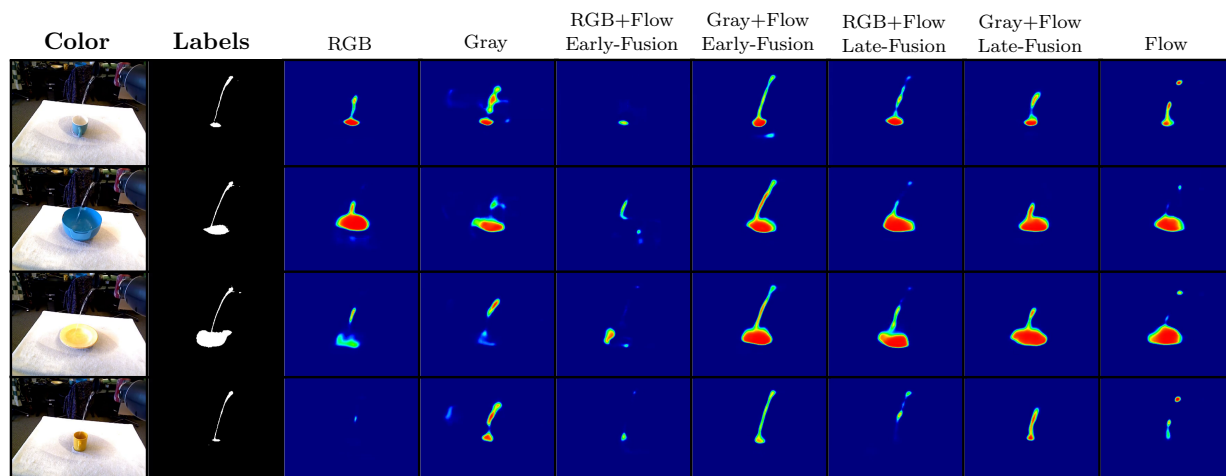 Color
Labels
RGB
Gray
RGB+Flow
Early-Fusion
Gray+Flow
Early-Fusion
RGB+Flow
Late-Fusion
Gray+Flow
Late-Fusion
Flow